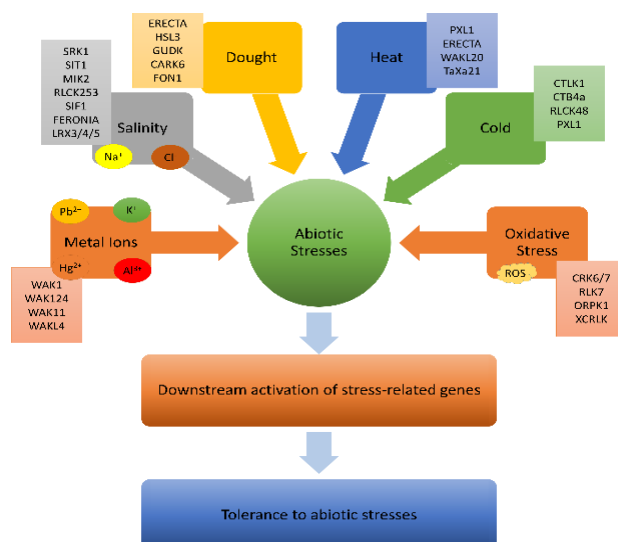 SRK1
SIT1
MIK2
RLCK253
SIF1
FERONIA
LRX3/4/5
Salinity
Na⁺
Cl
ERECTA
HSL3
GUDK
CARK6
FON1
Dought
Heat
PXL1
ERECTA
WAKL20
TaXa21
Cold
CTLK1
CTB4a
RLCK48
PXL1
Pb²⁺
K⁺
Metal Ions
Hg²⁺
Al³⁺
WAK1
WAK124
WAK11
WAKL4
Abiotic
Stresses
Oxidative
Stress
ROS
CRK6/7
RLK7
ORPK1
XCRLK
Downstream activation of stress-related genes
Tolerance to abiotic stresses